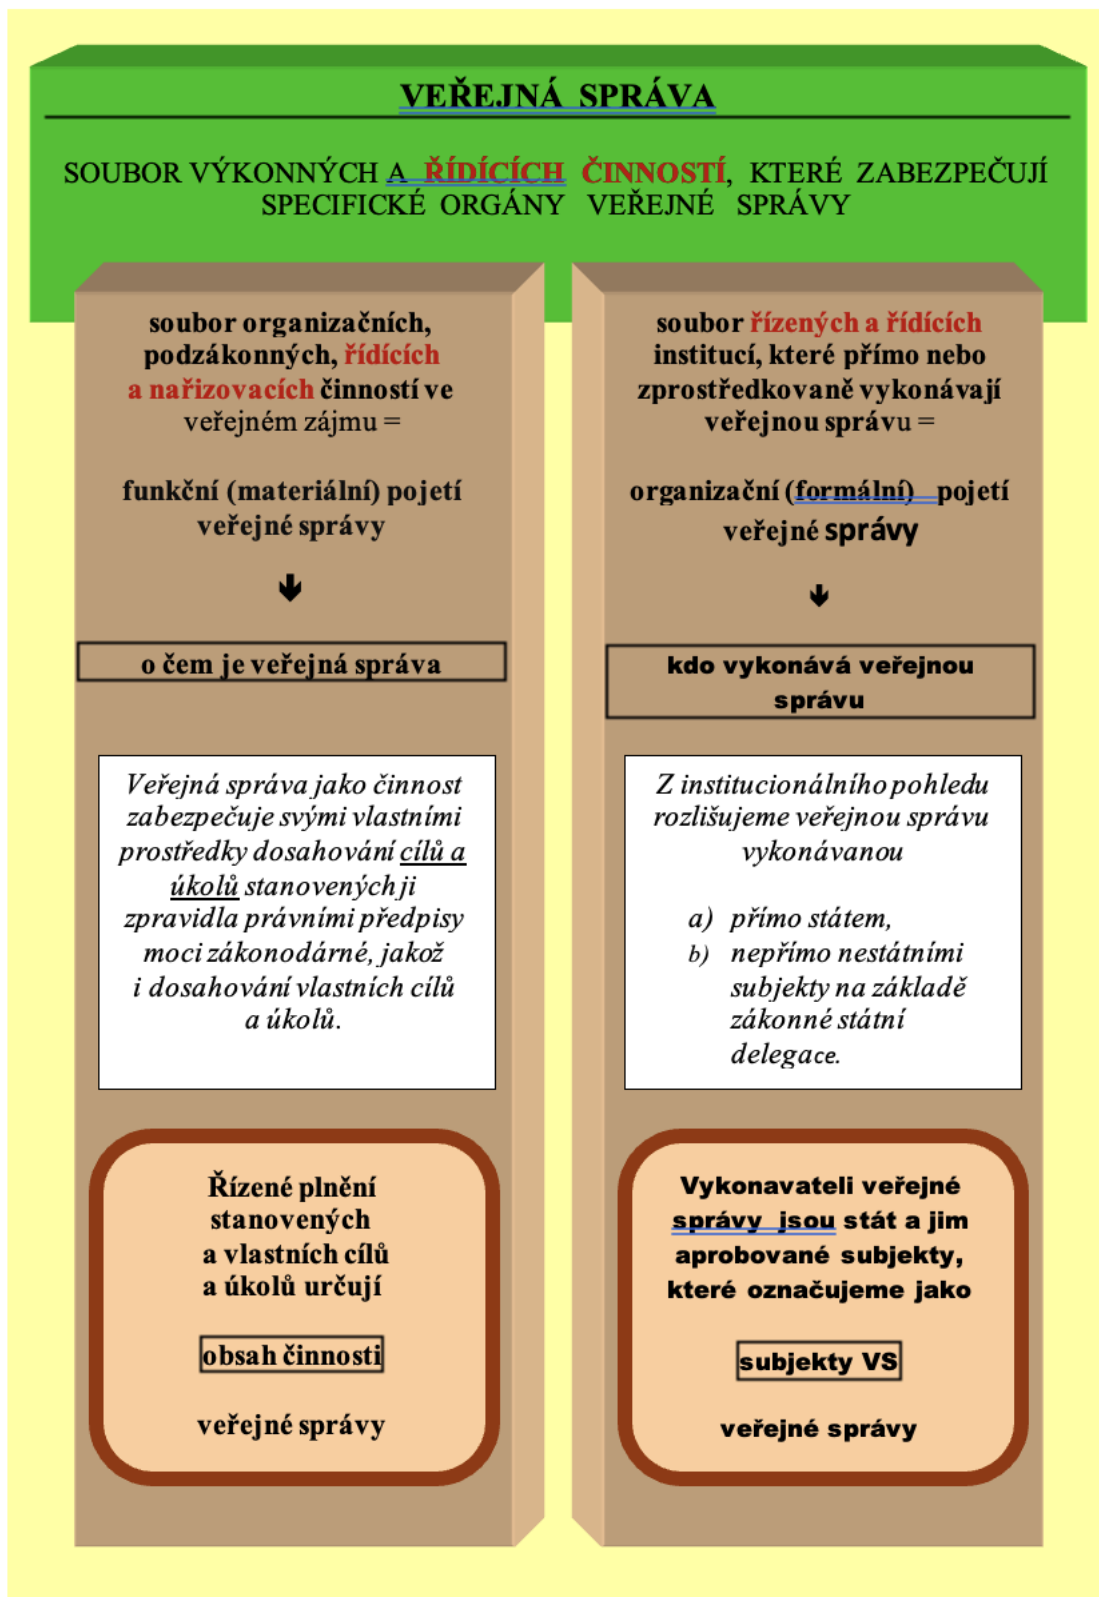 VEŘEJNÁ SPRÁVA
SOUBOR VÝKONNÝCH A ŘÍDÍCÍCH ČINNOSTÍ, KTERÉ ZABEZPEČUJÍ
SPECIFICKÉ ORGÁNY VEŘEJNÉ SPRÁVY
soubor organizačních,
podzákonných, řídících
a nařizovacích činností ve
veřejném zájmu =
funkční (materiální) pojetí
veřejné správy
o čem je veřejná správa
Veřejná správa jako činnost
zabezpečuje svými vlastními
prostředky dosahování cílů a
úkolů stanovených ji
zpravidla právními předpisy
moci zákonodárné, jakož
i dosahování vlastních cílů
a úkolů.
Řízené plnění
stanovených
a vlastních cílů
a úkolů určují
obsah činnosti
veřejné správy
soubor řízených a řídících
institucí, které přímo nebo
zprostředkovaně vykonávají
veřejnou správu =
organizační (formální) pojetí
veřejné správy
kdo vykonává veřejnou
správu
Z institucionálního pohledu
rozlišujeme veřejnou správu
vykonávanou
a) přímo státem,
b) nepřímo nestátními
subjekty na základě
zákonné státní
delegace.
Vykonavateli veřejné
správy jsou stát a jim
aprobované subjekty,
které označujeme jako
subjekty VS
veřejné správy